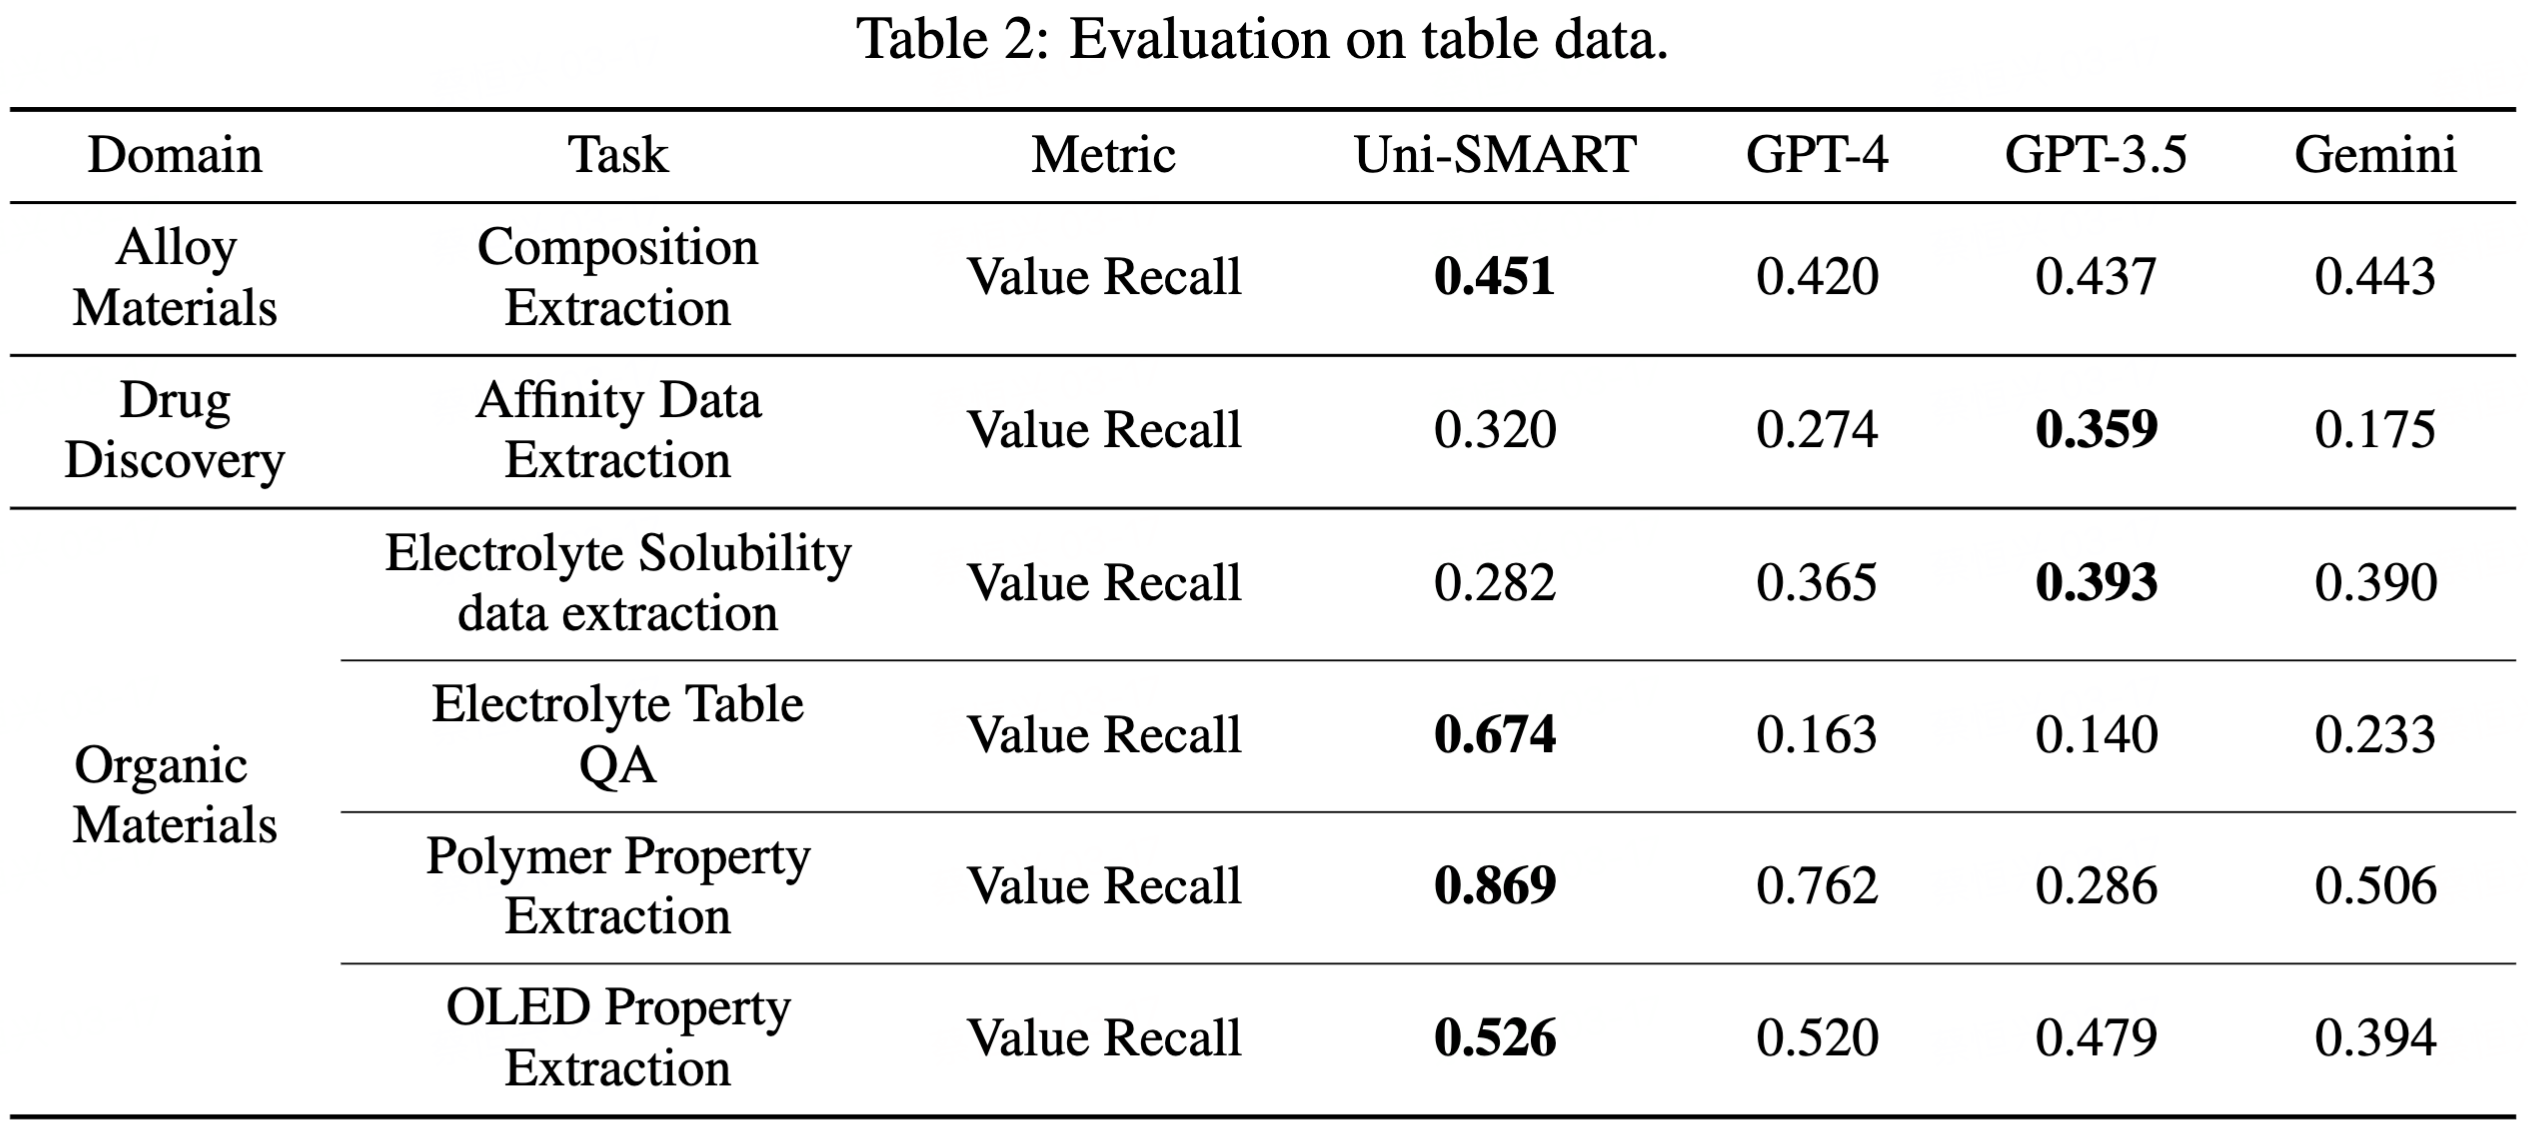 Table 2: Evaluation on table data.
Domain Task Metric Uni-SMART GPT-4 GPT-3.5 Gemini
Alloy Materials Composition Extraction Value Recall 0.451 0.420 0.437 0.443
Drug Discovery Affinity Data Extraction Value Recall 0.320 0.274 0.359 0.175
Organic Materials
Electrolyte Solubility data extraction Value Recall 0.282 0.365 0.393 0.390
Electrolyte Table QA Value Recall 0.674 0.163 0.140 0.233
Polymer Property Extraction Value Recall 0.869 0.762 0.286 0.506
OLED Property Extraction Value Recall 0.526 0.520 0.479 0.394